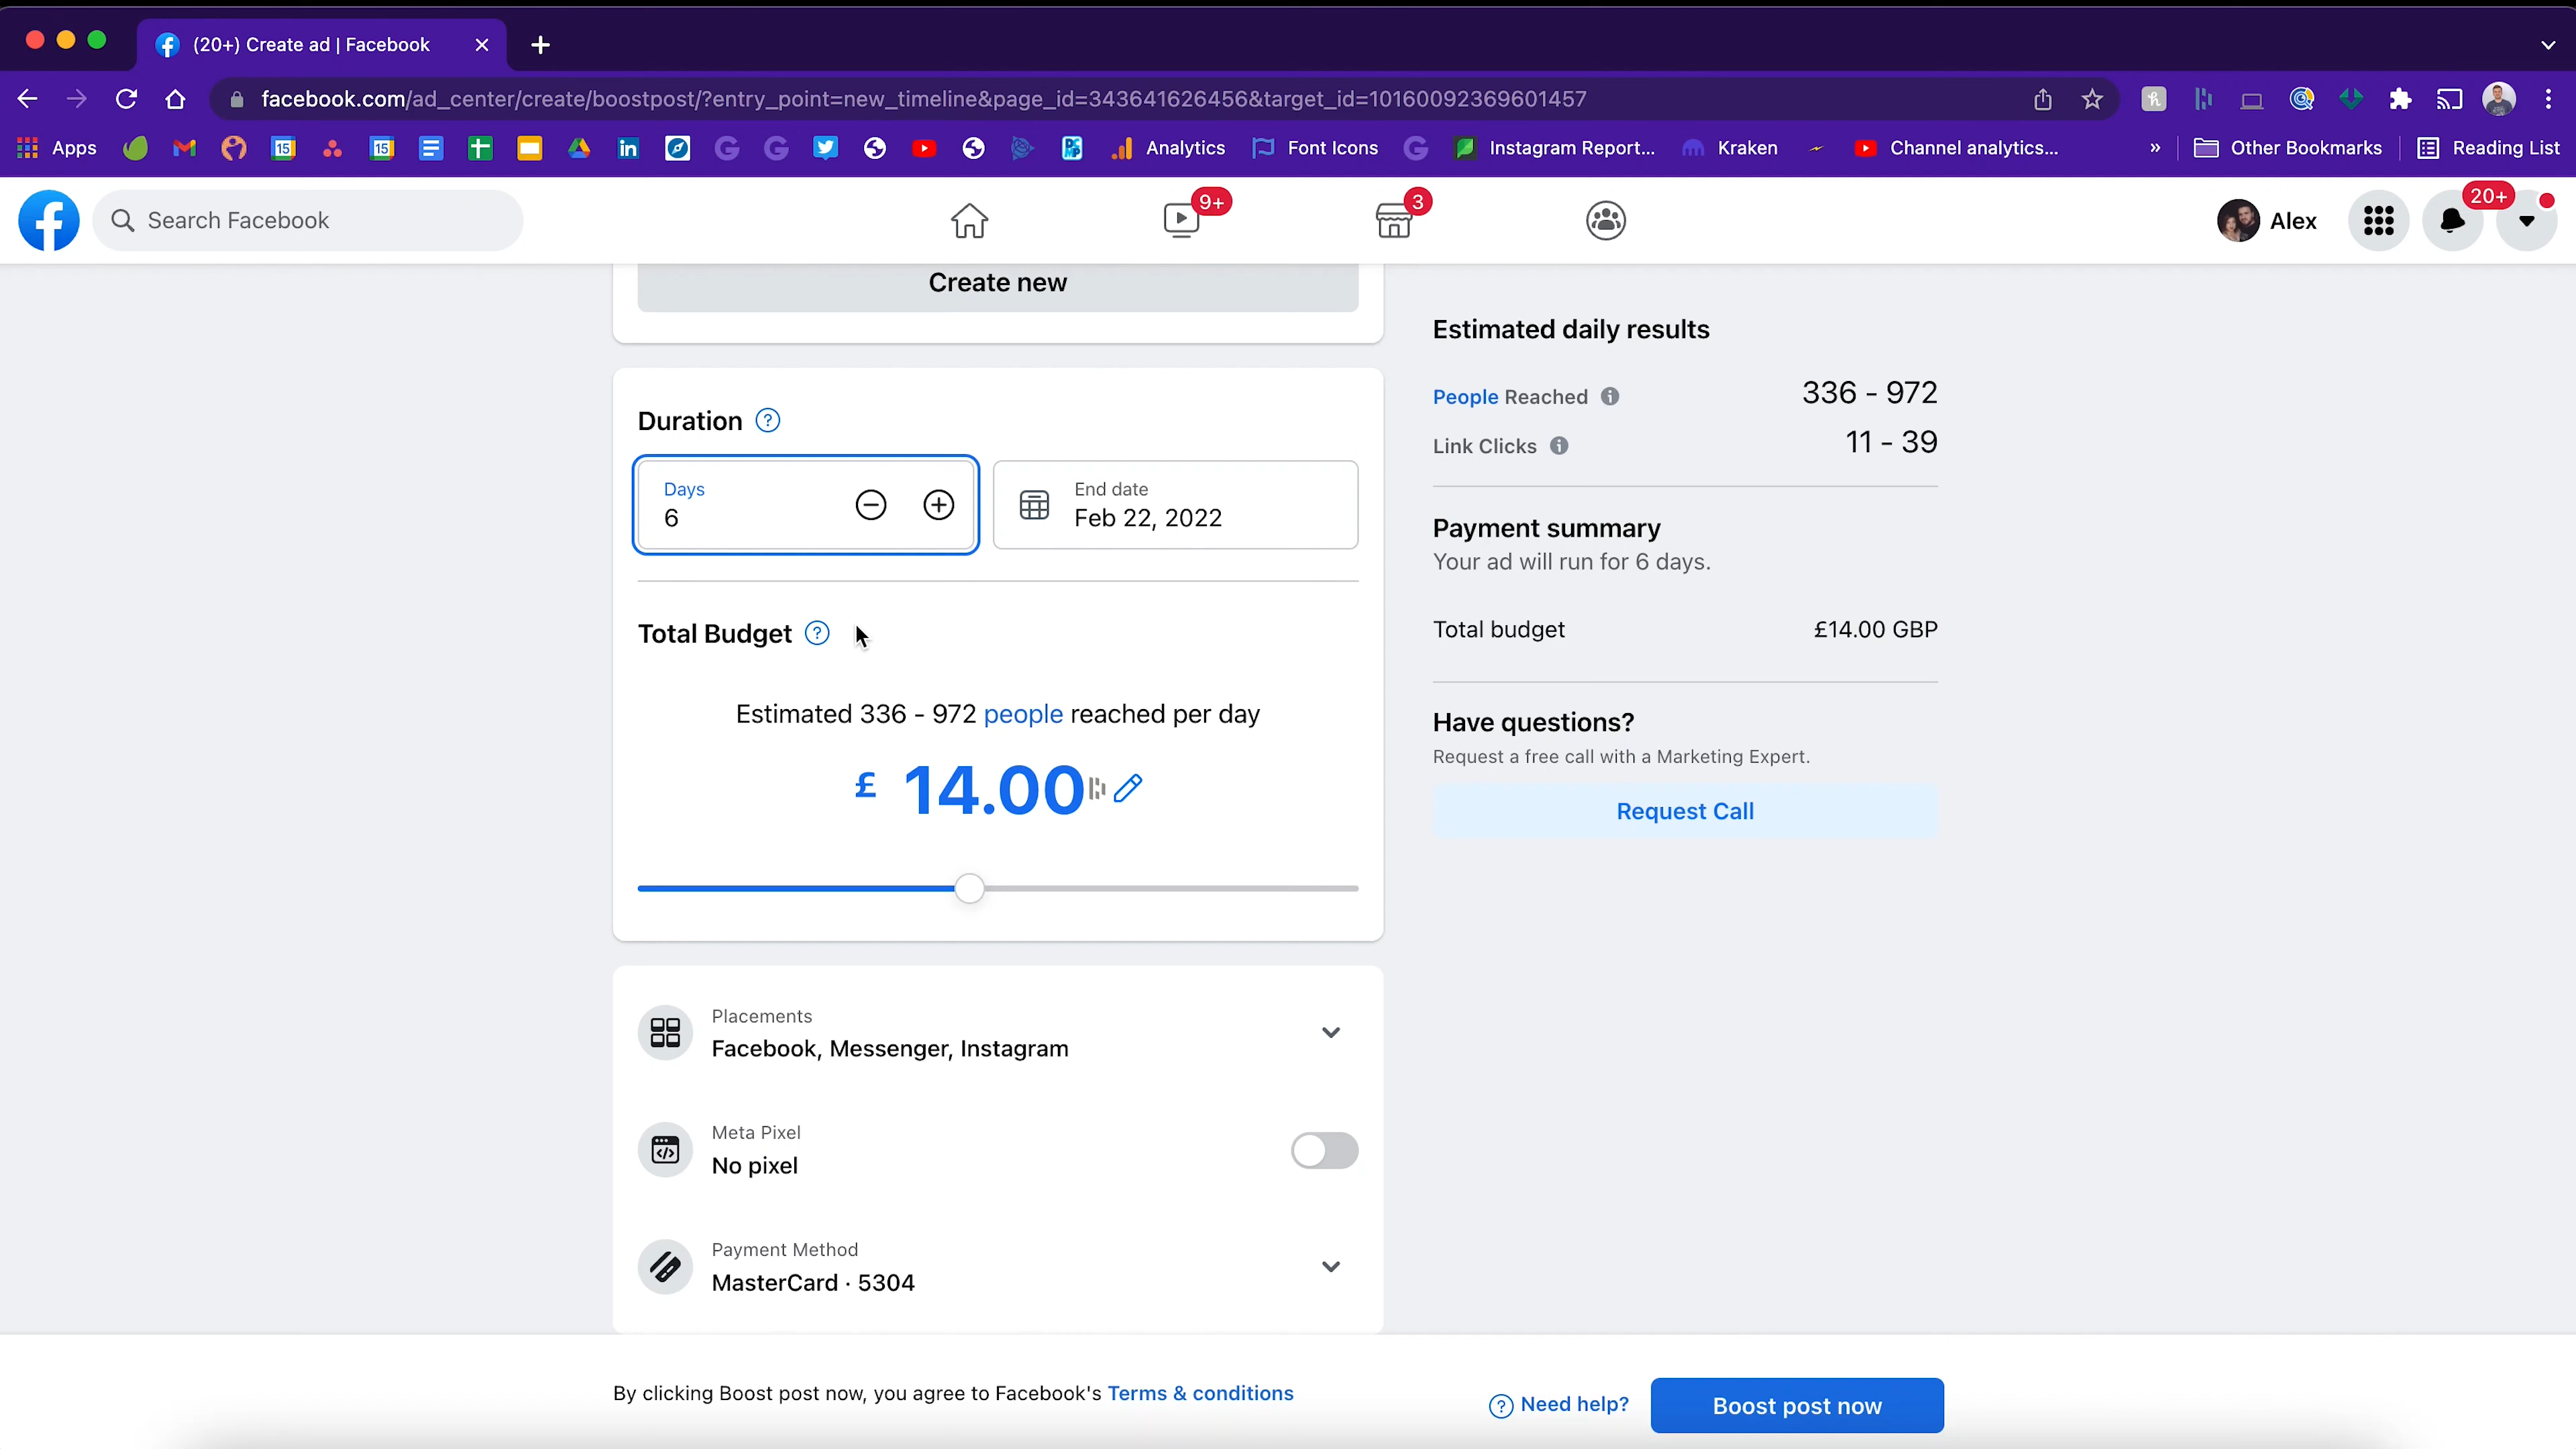 (20+) Create ad | Facebook
facebook.com/ad_center/create/boostpost/?entry_point=new_timeline&page_id=343641626456&target_id=10160092369601457
Apps 15 15 Analytics Font Icons Instagram Report... Kraken Channel analytics... » Other Bookmarks Reading List
Search Facebook 9+ 3 Alex 20+
Create new
Duration ?
Days
6
End date
Feb 22, 2022
Total Budget ?
Estimated 336 - 972 people reached per day
£ 14.00
Placements
Facebook, Messenger, Instagram
Meta Pixel
No pixel
Payment Method
MasterCard · 5304
Estimated daily results
People Reached 336 - 972
Link Clicks 11 - 39
Payment summary
Your ad will run for 6 days.
Total budget £14.00 GBP
Have questions?
Request a free call with a Marketing Expert.
Request Call
By clicking Boost post now, you agree to Facebook's Terms & conditions
? Need help?
Boost post now